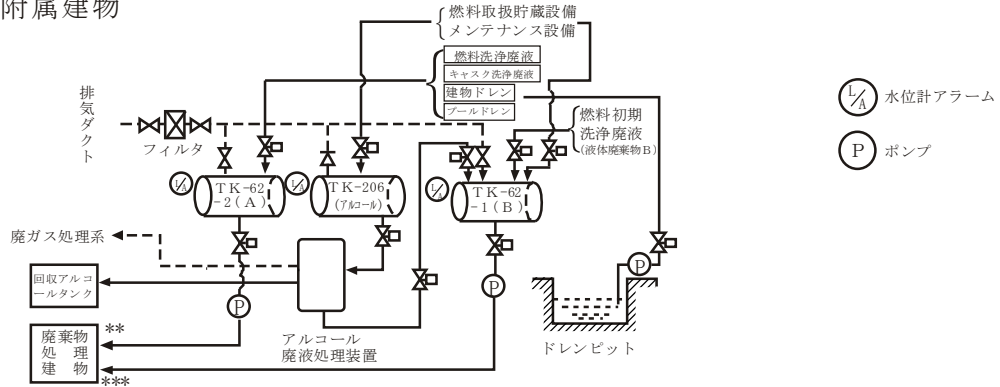 附属建物
燃料取扱貯蔵設備
メンテナンス設備
燃料洗浄廃液
キャスク洗浄廃液
建物ドレン
プールドレン
排気ダクト
フィルタ
燃料初期
洗浄廃液
(液体廃棄物B)
L/A
水位計アラーム
P
ポンプ
L/A
TK-62
-2(A)
L/A
TK-206
(アルコール)
L/A
TK-62
-1(B)
廃ガス処理系
回収アルコ
ールタンク
P
P
P
**
廃棄物
処理
建物
***
アルコール
廃液処理装置
ドレンピット